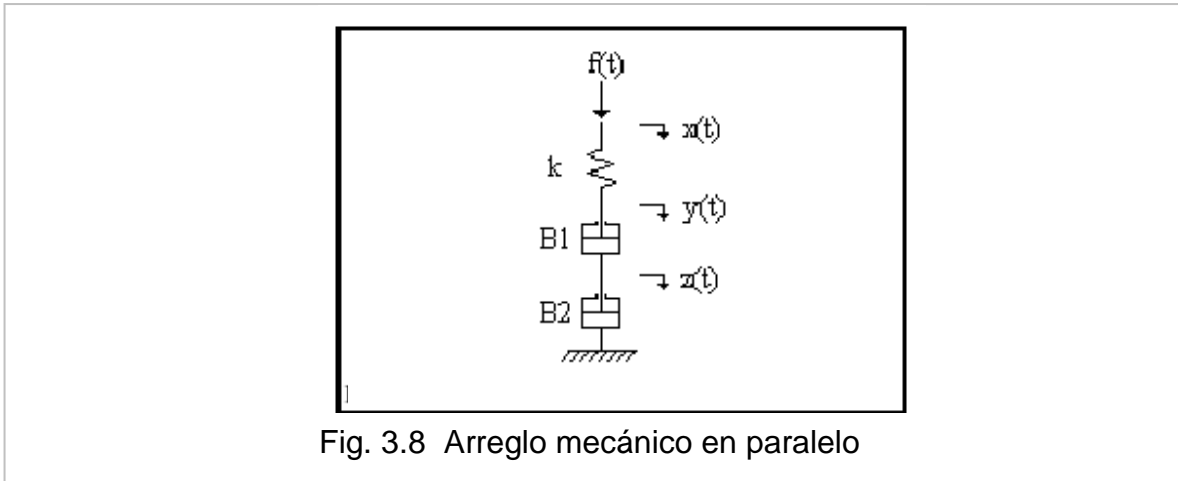 f(t)
x(t)
k
y(t)
B1
z(t)
B2
Fig. 3.8 Arreglo mecánico en paralelo